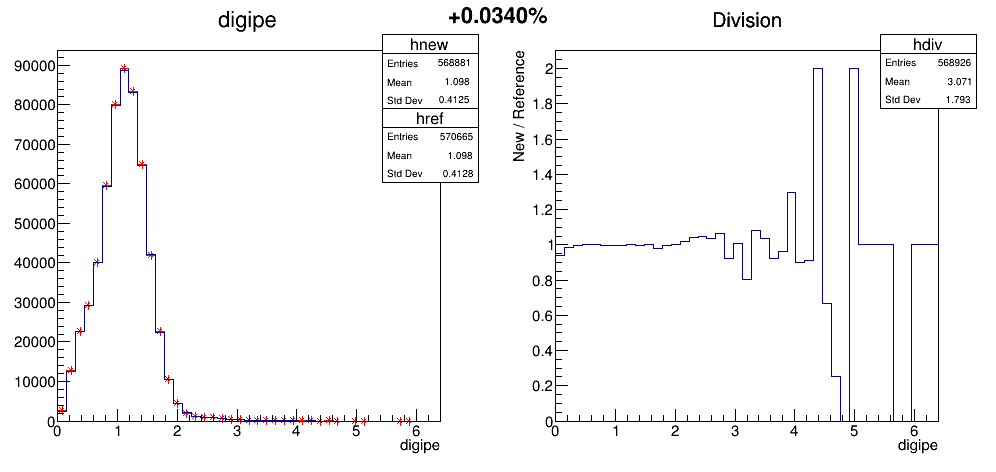 +0.0340%
digipe
hnew
Entries 568881
Mean 1.098
Std Dev 0.4125
href
Entries 570665
Mean 1.098
Std Dev 0.4128
90000
80000
70000
60000
50000
40000
30000
20000
10000
0
0 1 2 3 4 5 6
digipe
Division
hdiv
Entries 568926
Mean 3.071
Std Dev 1.793
New / Reference
2
1.8
1.6
1.4
1.2
1
0.8
0.6
0.4
0.2
0
0 1 2 3 4 5 6
digipe